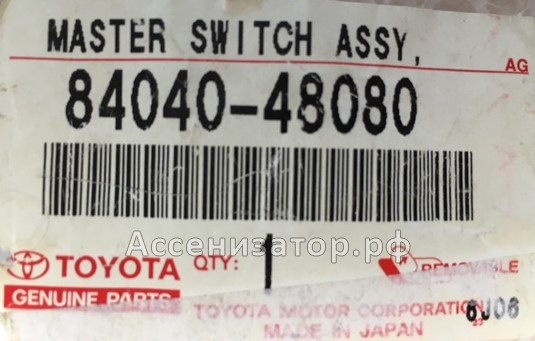 MASTER SWITCH ASSY,
AG
84040-48080
Ассенизатор.рф
TOYOTA QTY: 1 REMOVABLE
GENUINE PARTS
TOYOTA MOTOR CORPORATION 6J06
MADE IN JAPAN